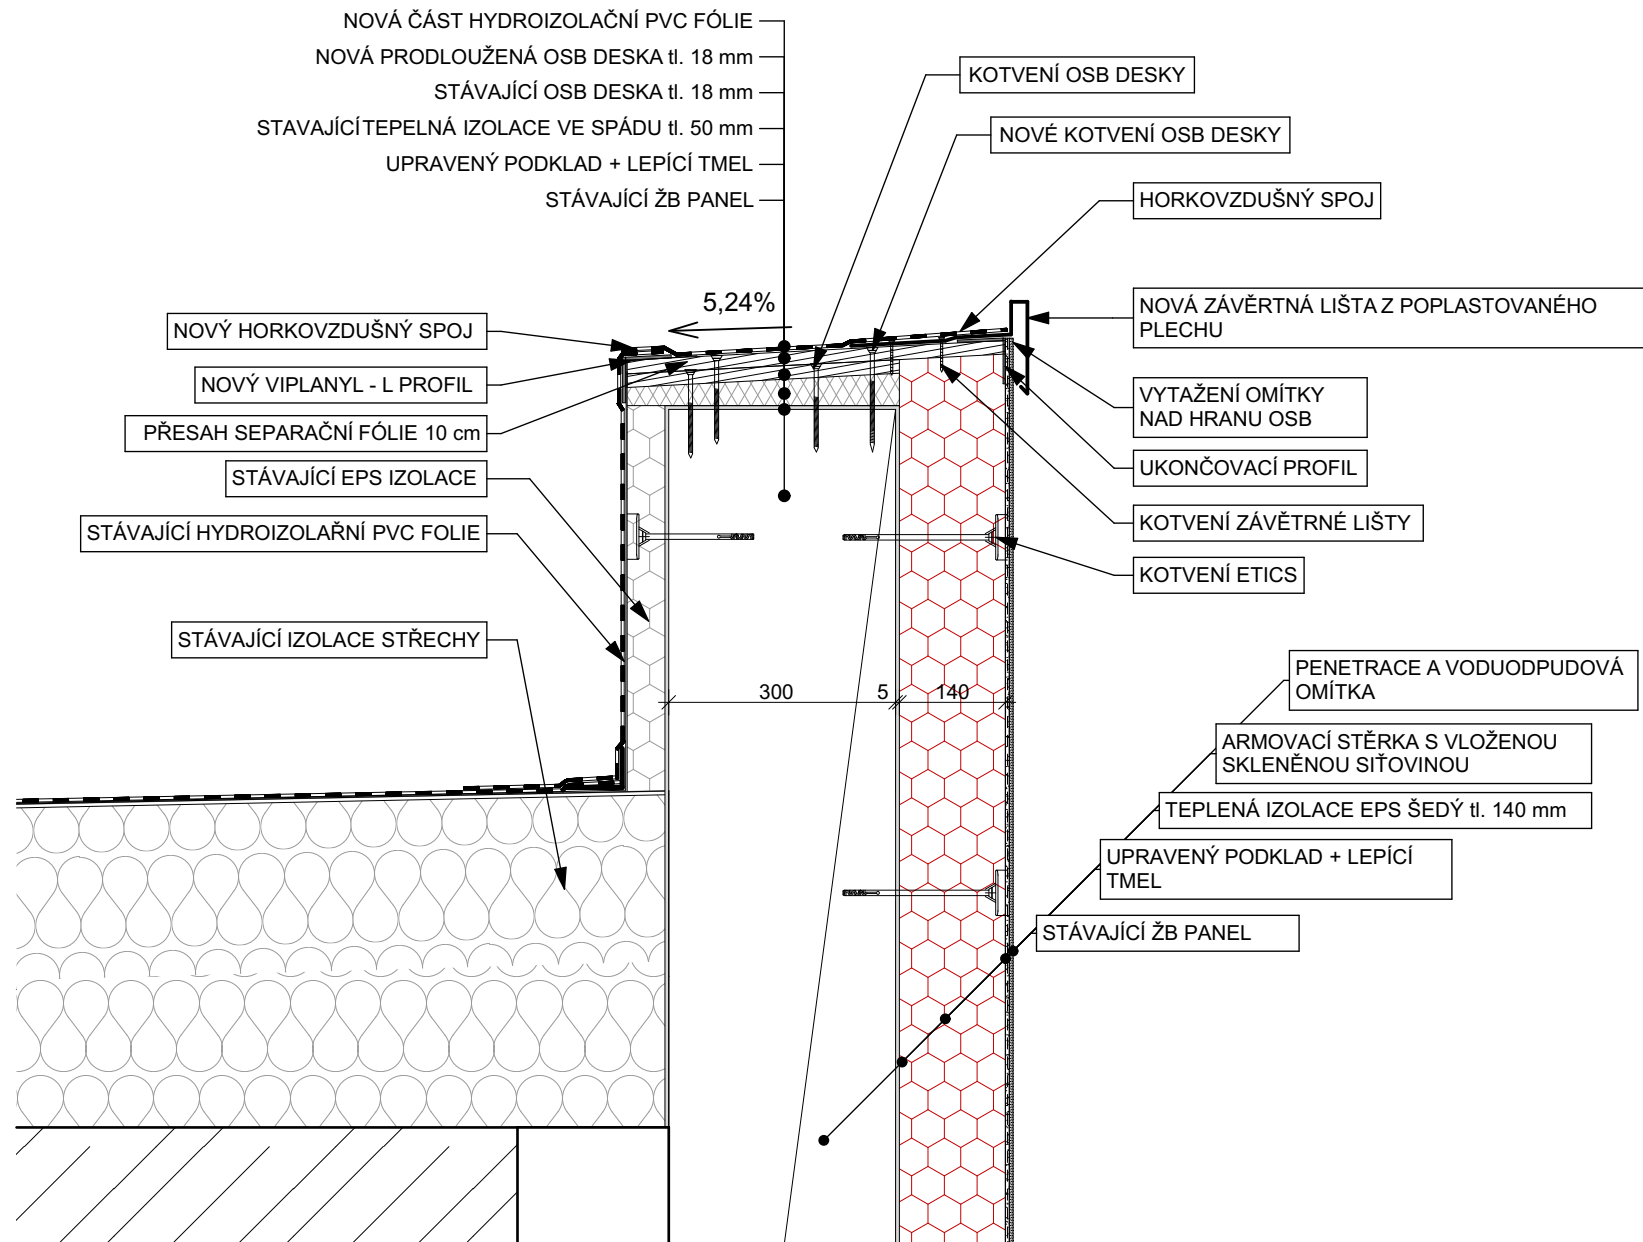 NOVÁ ČÁST HYDROIZOLAČNÍ PVC FÓLIE
NOVÁ PRODLOUŽENÁ OSB DESKA tl. 18 mm
STÁVAJÍCÍ OSB DESKA tl. 18 mm
STAVAJÍCÍ TEPELNÁ IZOLACE VE SPÁDU tl. 50 mm
UPRAVENÝ PODKLAD + LEPÍCÍ TMEL
STÁVAJÍCÍ ŽB PANEL
KOTVENÍ OSB DESKY
NOVÉ KOTVENÍ OSB DESKY
HORKOVZDUŠNÝ SPOJ
5,24%
NOVÁ ZÁVĚRTNÁ LIŠTA Z POPLASTOVANÉHO
PLECHU
NOVÝ HORKOVZDUŠNÝ SPOJ
NOVÝ VIPLANYL - L PROFIL
PŘESAH SEPARAČNÍ FÓLIE 10 cm
STÁVAJÍCÍ EPS IZOLACE
STÁVAJÍCÍ HYDROIZOLAŘNÍ PVC FOLIE
STÁVAJÍCÍ IZOLACE STŘECHY
VYTAŽENÍ OMÍTKY
NAD HRANU OSB
UKONČOVACÍ PROFIL
KOTVENÍ ZÁVĚTRNÉ LIŠTY
KOTVENÍ ETICS
300
5
140
PENETRACE A VODUODPUDOVÁ
OMÍTKA
ARMOVACÍ STĚRKA S VLOŽENOU
SKLENĚNOU SIŤOVINOU
TEPLENÁ IZOLACE EPS ŠEDÝ tl. 140 mm
UPRAVENÝ PODKLAD + LEPÍCÍ
TMEL
STÁVAJÍCÍ ŽB PANEL